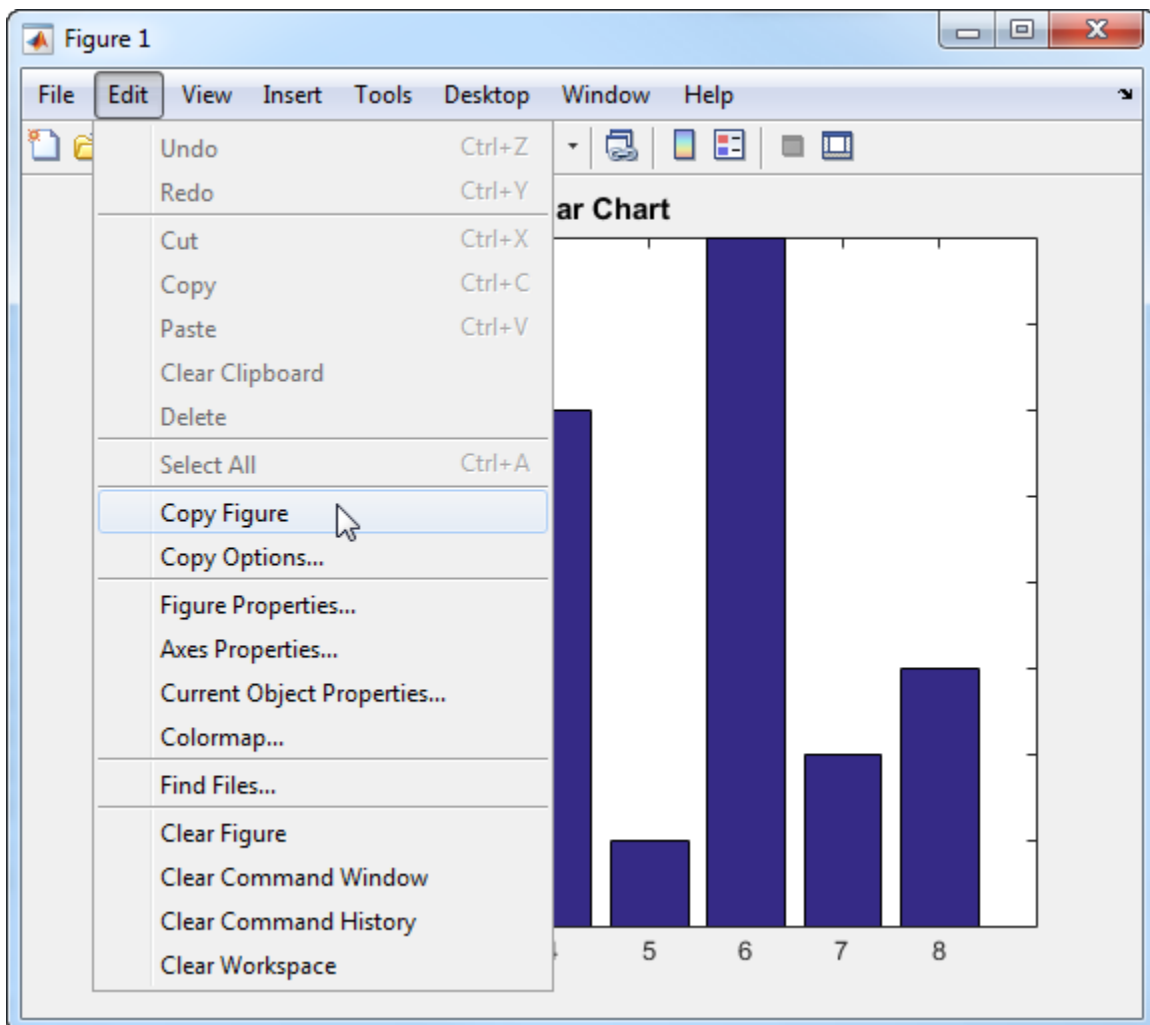 Figure 1
File Edit View Insert Tools Desktop Window Help
Undo Ctrl+Z
Redo Ctrl+Y
ar Chart
Cut Ctrl+X
Copy Ctrl+C
Paste Ctrl+V
Clear Clipboard
Delete
Select All Ctrl+A
Copy Figure
Copy Options...
Figure Properties...
Axes Properties...
Current Object Properties...
Colormap...
Find Files...
Clear Figure
Clear Command Window
Clear Command History
Clear Workspace
5 6 7 8